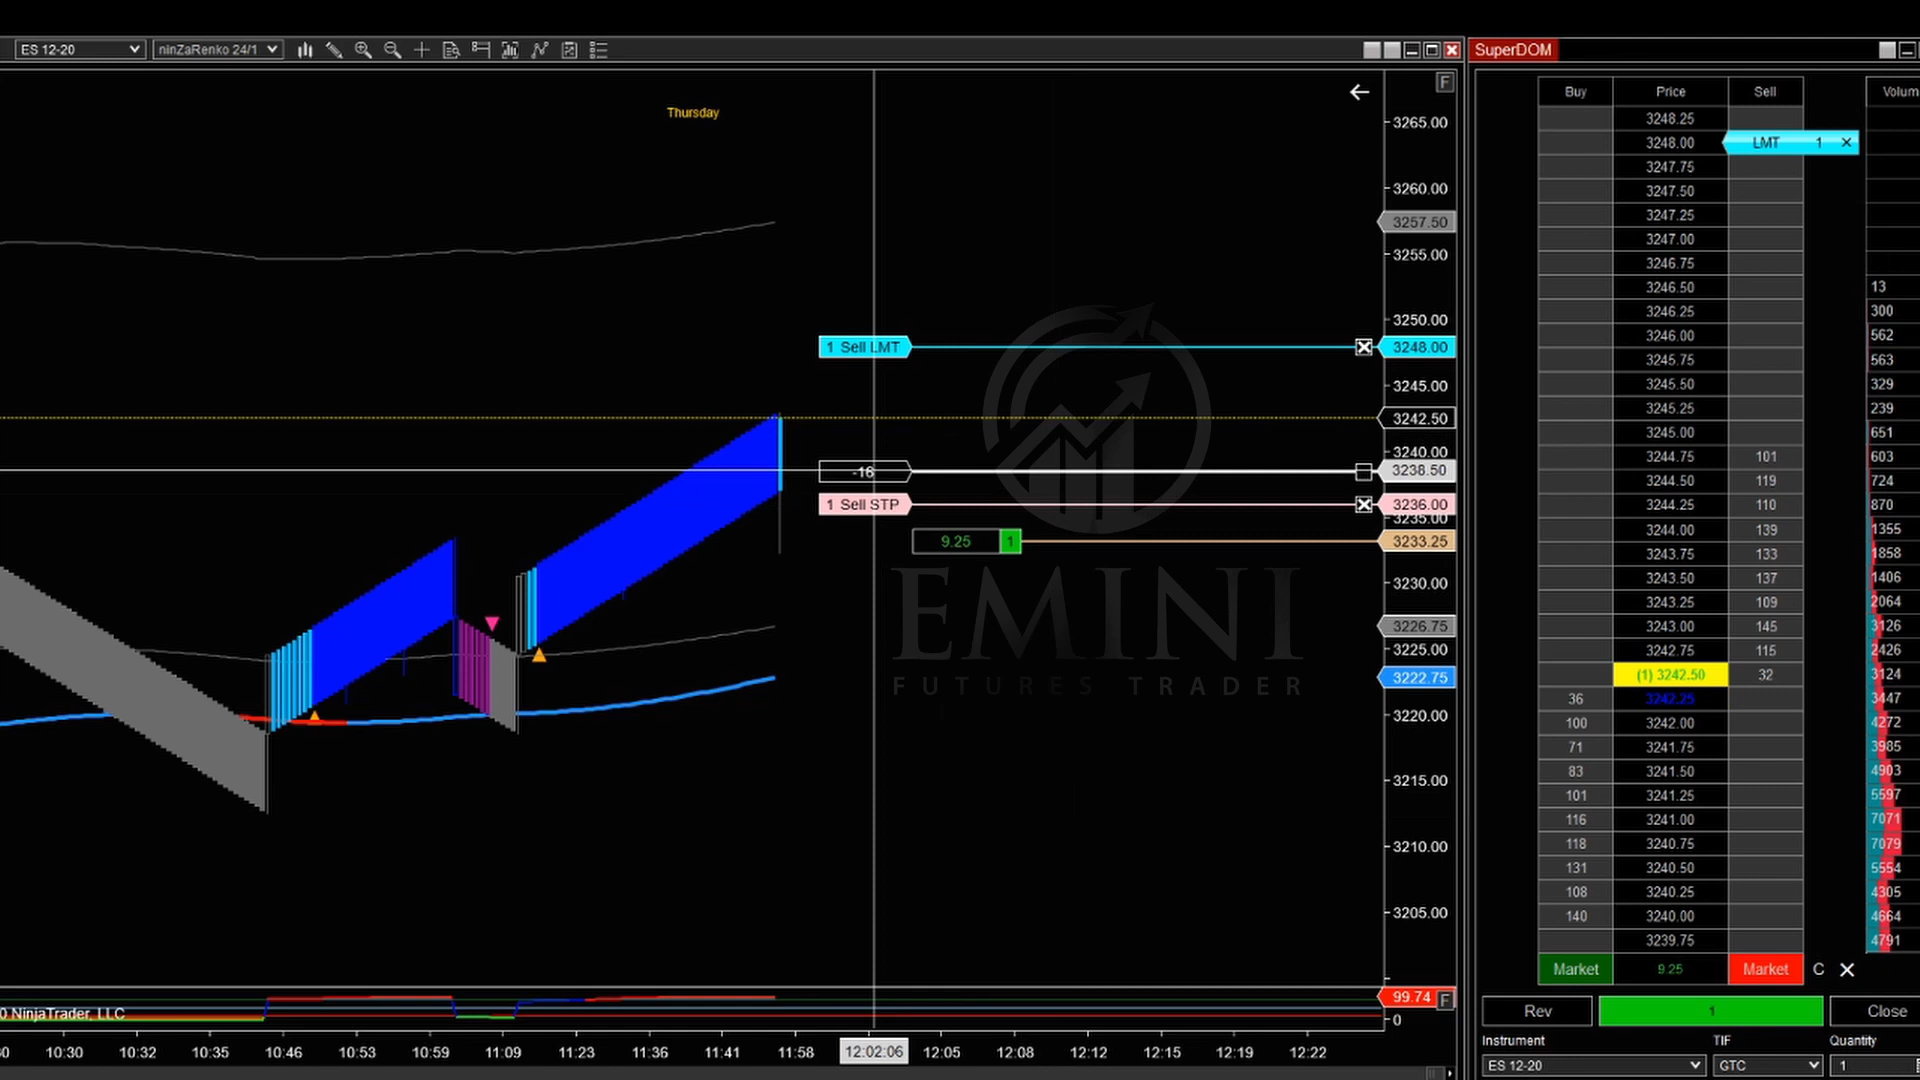 ES 12-20 ninZaRenko 24/1
SuperDOM
F
Thursday
3265.00
3260.00
3257.50
3255.00
3250.00
1 Sell LMT 3248.00
3245.00
3242.50
3240.00
-16 3238.50
1 Sell STP 3236.00
3235.00
9.25 1 3233.25
3230.00
3226.75
3225.00
3222.75
3220.00
3215.00
3210.00
3205.00
EMINI
FUTURES TRADER
99.74 F
0
0 NinjaTrader, LLC
10:30 10:32 10:35 10:46 10:53 10:59 11:09 11:23 11:36 11:41 11:58 12:02:06 12:05 12:08 12:12 12:15 12:19 12:22
Buy Price Sell Volum
3248.25
3248.00 LMT 1
3247.75
3247.50
3247.25
3247.00
3246.75
3246.50 13
3246.25 300
3246.00 562
3245.75 563
3245.50 329
3245.25 239
3245.00 651
3244.75 101 603
3244.50 119 724
3244.25 110 870
3244.00 139 1355
3243.75 133 1858
3243.50 137 1406
3243.25 109 2064
3243.00 145 3126
3242.75 115 2426
(1) 3242.50 32 3124
36 3242.25 3447
100 3242.00 4272
71 3241.75 3985
83 3241.50 4903
101 3241.25 5597
116 3241.00 7071
118 3240.75 7079
131 3240.50 5554
108 3240.25 4305
140 3240.00 4664
3239.75 4791
Market 9.25 Market C
Rev 1 Close
Instrument TIF Quantity
ES 12-20 GTC 1